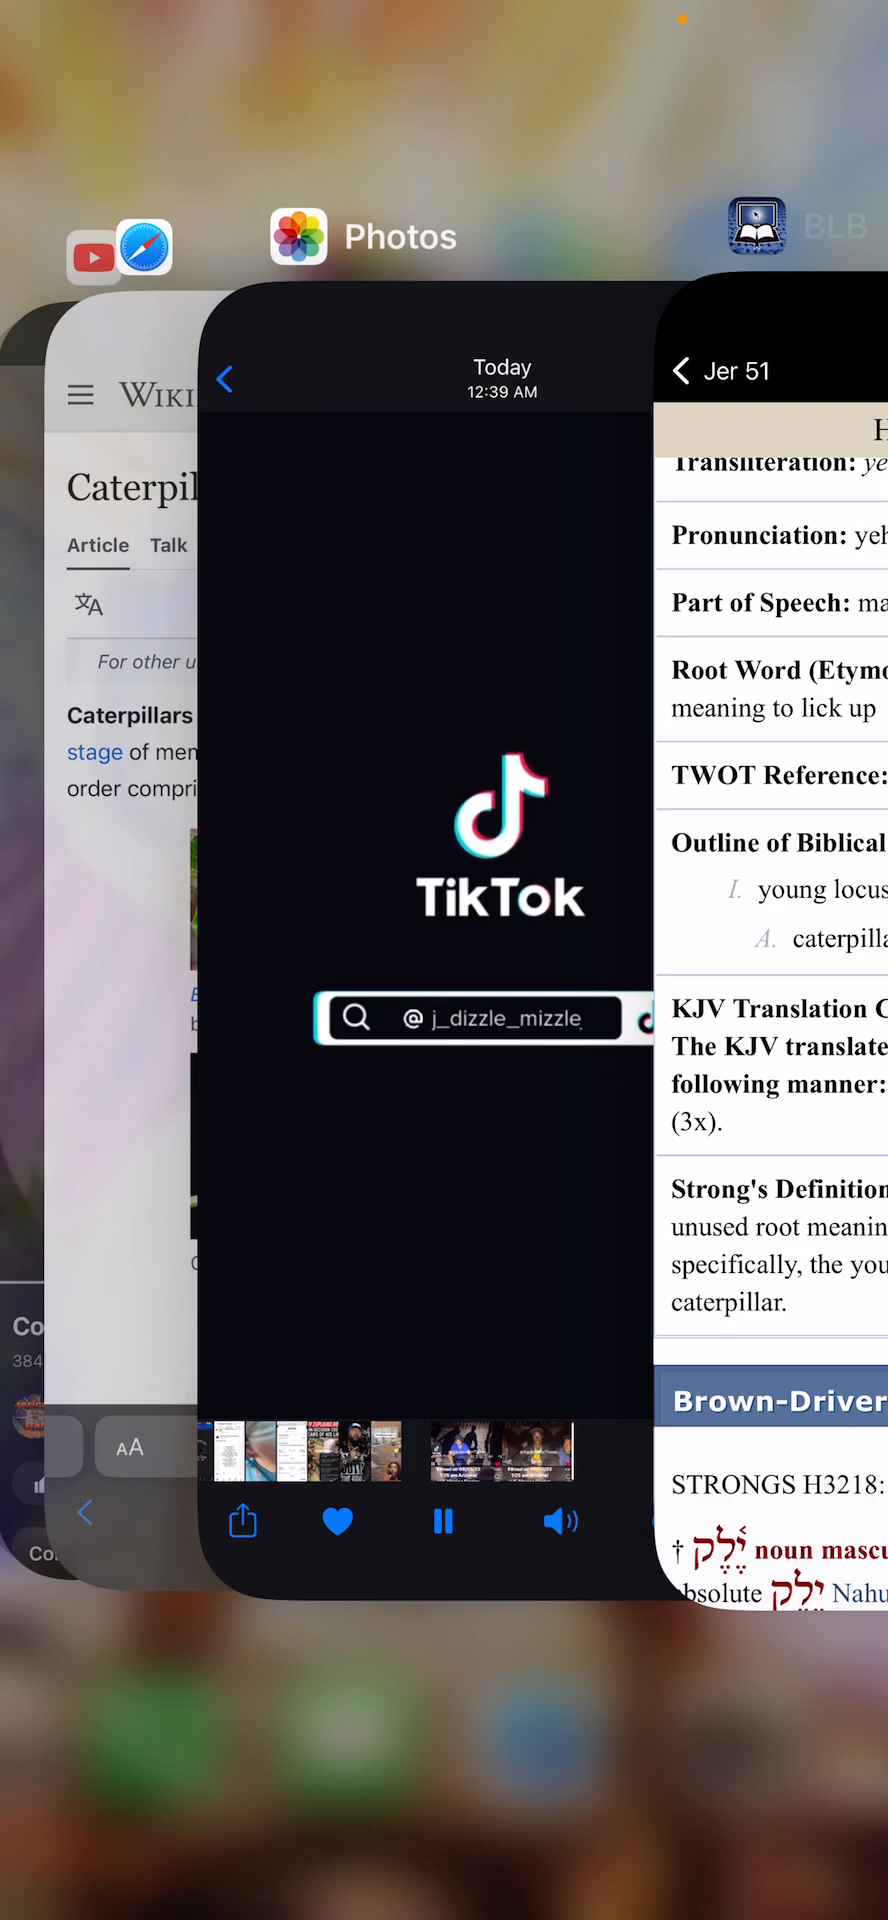 Photos
BLB
Today
12:39 AM
Jer 51
WIKI
Caterpil
Article Talk
For other u
Caterpillars
stage of mem
order compri
TikTok
@ j_dizzle_mizzle
Transliteration: ye
Pronunciation: yeh
Part of Speech: ma
Root Word (Etymo
meaning to lick up
TWOT Reference:
Outline of Biblical
I. young locus
A. caterpilla
KJV Translation C
The KJV translate
following manner:
(3x).
Strong's Definition
unused root meanin
specifically, the you
caterpillar.
Brown-Driver
STRONGS H3218:
† יֶ֫לֶק noun mascu
absolute יֶלֶק Nahu
Co
384
AA
Co